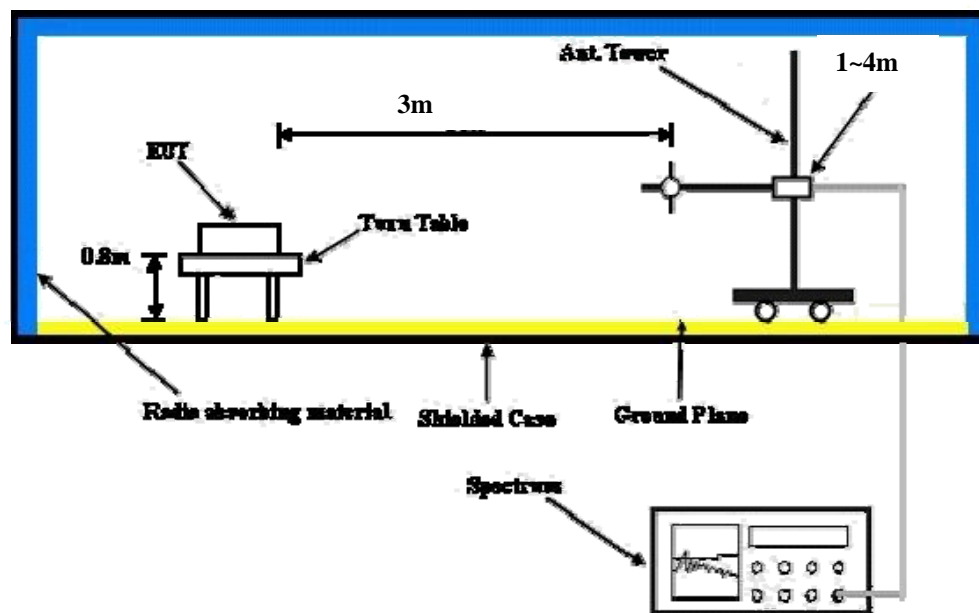 Ant. Tower
1~4m
3m
EUT
Turn Table
0.8m
Radio absorbing material
Shielded Case
Ground Plane
Spectrum